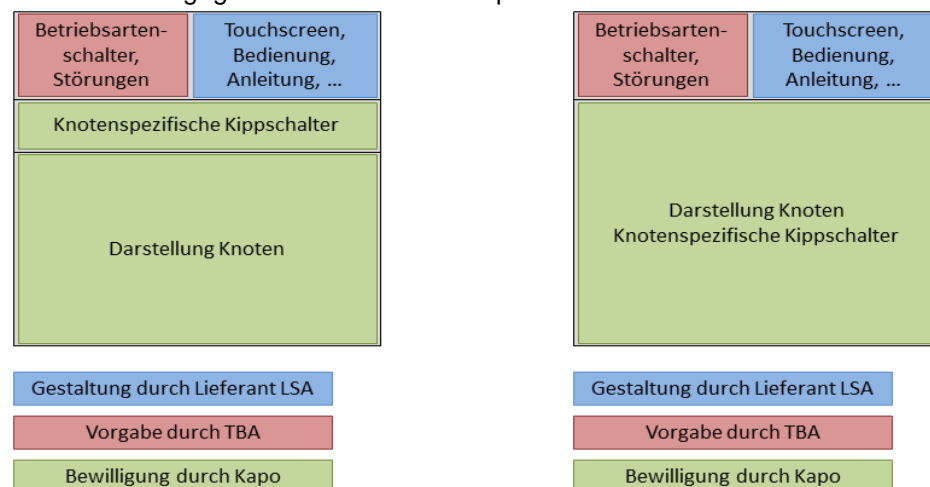 Betriebsarten-
schalter,
Störungen
Touchscreen,
Bedienung,
Anleitung, ...
Knotenspezifische Kippschalter
Darstellung Knoten
Gestaltung durch Lieferant LSA
Vorgabe durch TBA
Bewilligung durch Kapo
Betriebsarten-
schalter,
Störungen
Touchscreen,
Bedienung,
Anleitung, ...
Darstellung Knoten
Knotenspezifische Kippschalter
Gestaltung durch Lieferant LSA
Vorgabe durch TBA
Bewilligung durch Kapo